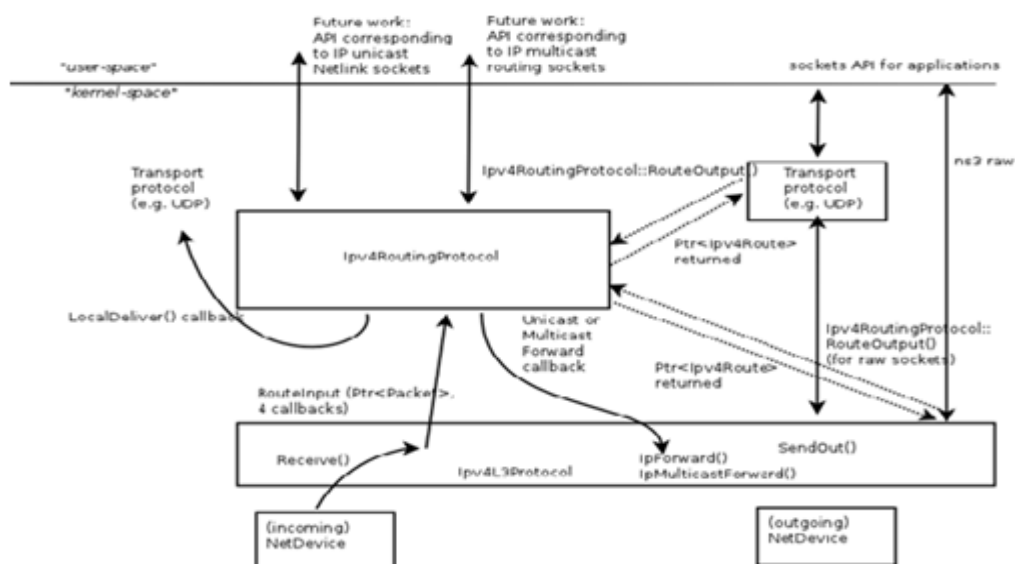 Future work:
API corresponding
to IP unicast
Netlink sockets
Future work:
API corresponding
to IP multicast
routing sockets
"user-space"
sockets API for applications
"kernel-space"
Transport
protocol
(e.g. UDP)
Ipv4RoutingProtocol::RouteOutput()
Transport
protocol
(e.g. UDP)
ns3 raw
Ipv4RoutingProtocol
Ptr<Ipv4Route>
returned
LocalDeliver() callback
Unicast or
Multicast
Forward
callback
Ipv4RoutingProtocol::
RouteOutput()
(for raw sockets)
Ptr<Ipv4Route>
returned
RouteInput (Ptr<Packet>,
4 callbacks)
Receive()
Ipv4L3Protocol
IpForward()
IpMulticastForward()
SendOut()
(incoming)
NetDevice
(outgoing)
NetDevice